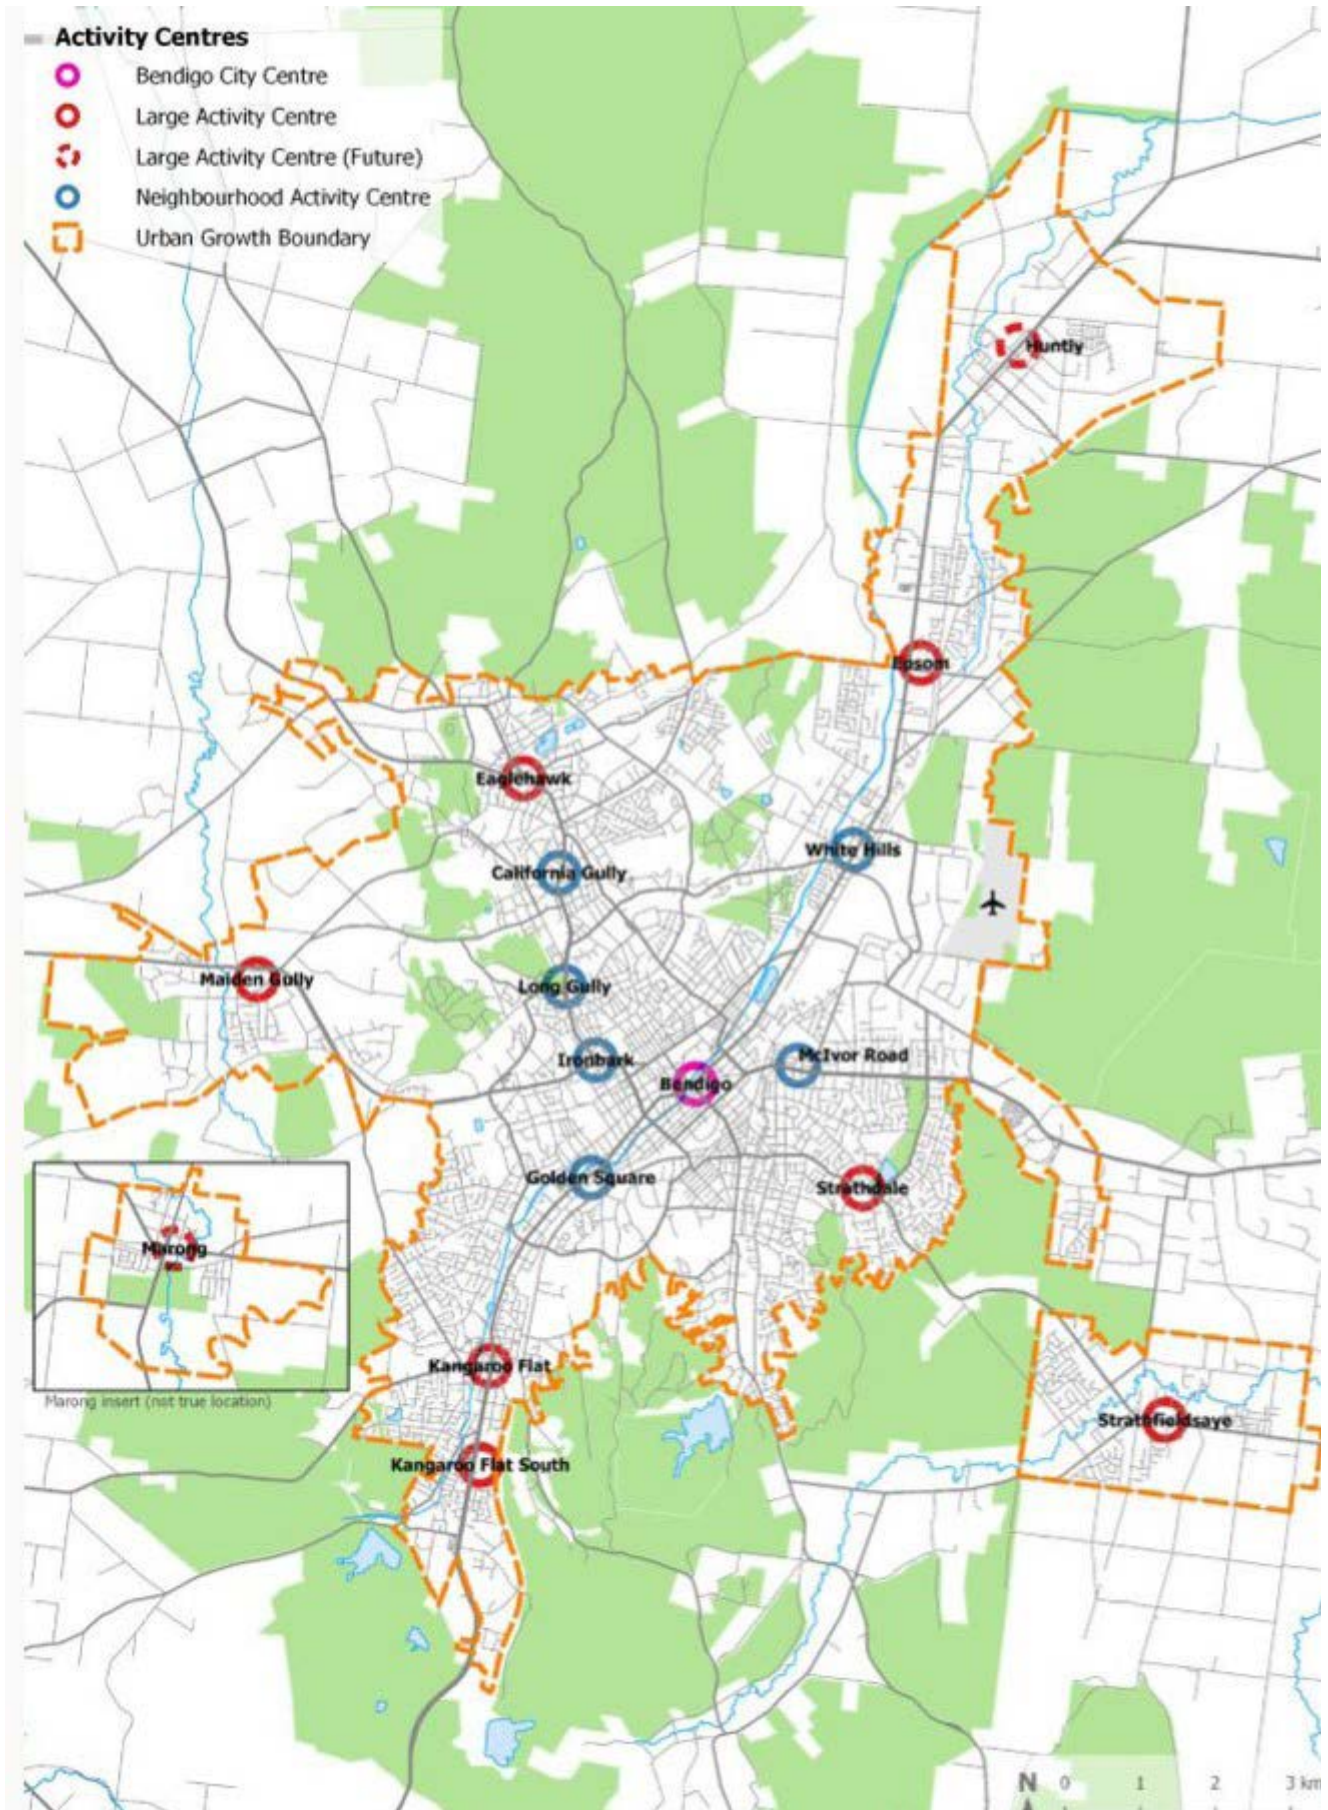 Activity Centres
Bendigo City Centre
Large Activity Centre
Large Activity Centre (Future)
Neighbourhood Activity Centre
Urban Growth Boundary
Huntly
Epsom
Eaglehawk
White Hills
California Gully
Maiden Gully
Long Gully
Ironbark
McIvor Road
Bendigo
Golden Square
Strathdale
Marong
Kangaroo Flat
Marong insert (not true location)
Strathfieldsaye
Kangaroo Flat South
N 0 1 2 3 km